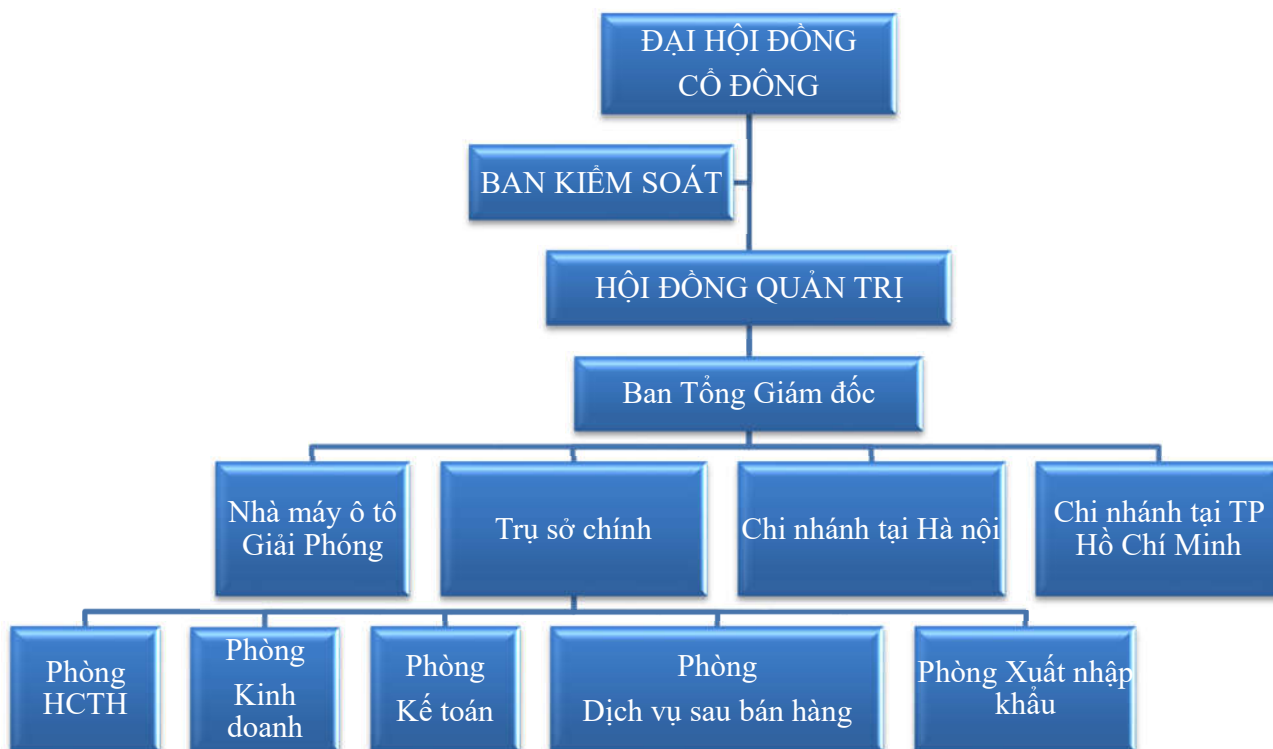 ĐẠI HỘI ĐỒNG
CỔ ĐÔNG
BAN KIỂM SOÁT
HỘI ĐỒNG QUẢN TRỊ
Ban Tổng Giám đốc
Nhà máy ô tô
Giải Phóng
Trụ sở chính
Chi nhánh tại Hà nội
Chi nhánh tại TP
Hồ Chí Minh
Phòng
HCTH
Phòng
Kinh
doanh
Phòng
Kế toán
Phòng
Dịch vụ sau bán hàng
Phòng Xuất nhập
khẩu